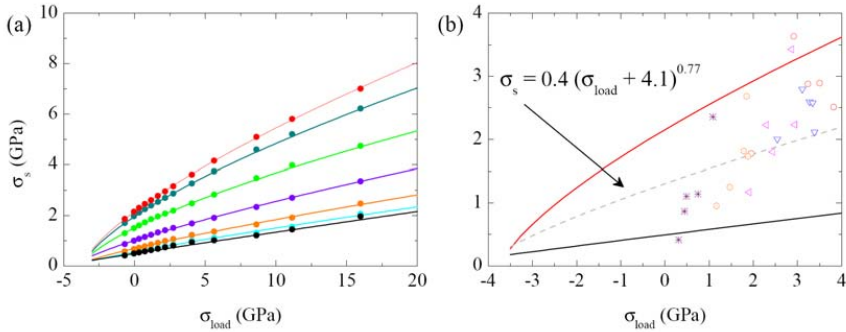 (a)
10
8
6
4
2
0
σs (GPa)
-5 0 5 10 15 20
σload (GPa)
(b)
4
3
2
1
0
σs = 0.4 (σload + 4.1)^0.77
-4 -3 -2 -1 0 1 2 3 4
σload (GPa)